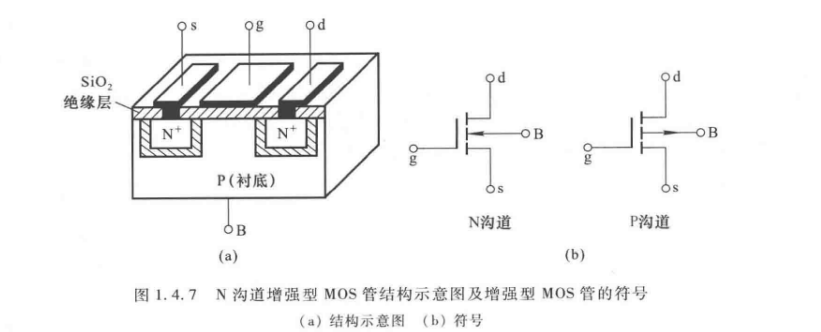 s
g
d
SiO₂
绝缘层
N⁺
N⁺
P(衬底)
B
(a)
d
B
g
s
N沟道
d
B
g
s
P沟道
(b)
图 1.4.7 N 沟道增强型 MOS 管结构示意图及增强型 MOS 管的符号
(a) 结构示意图 (b) 符号